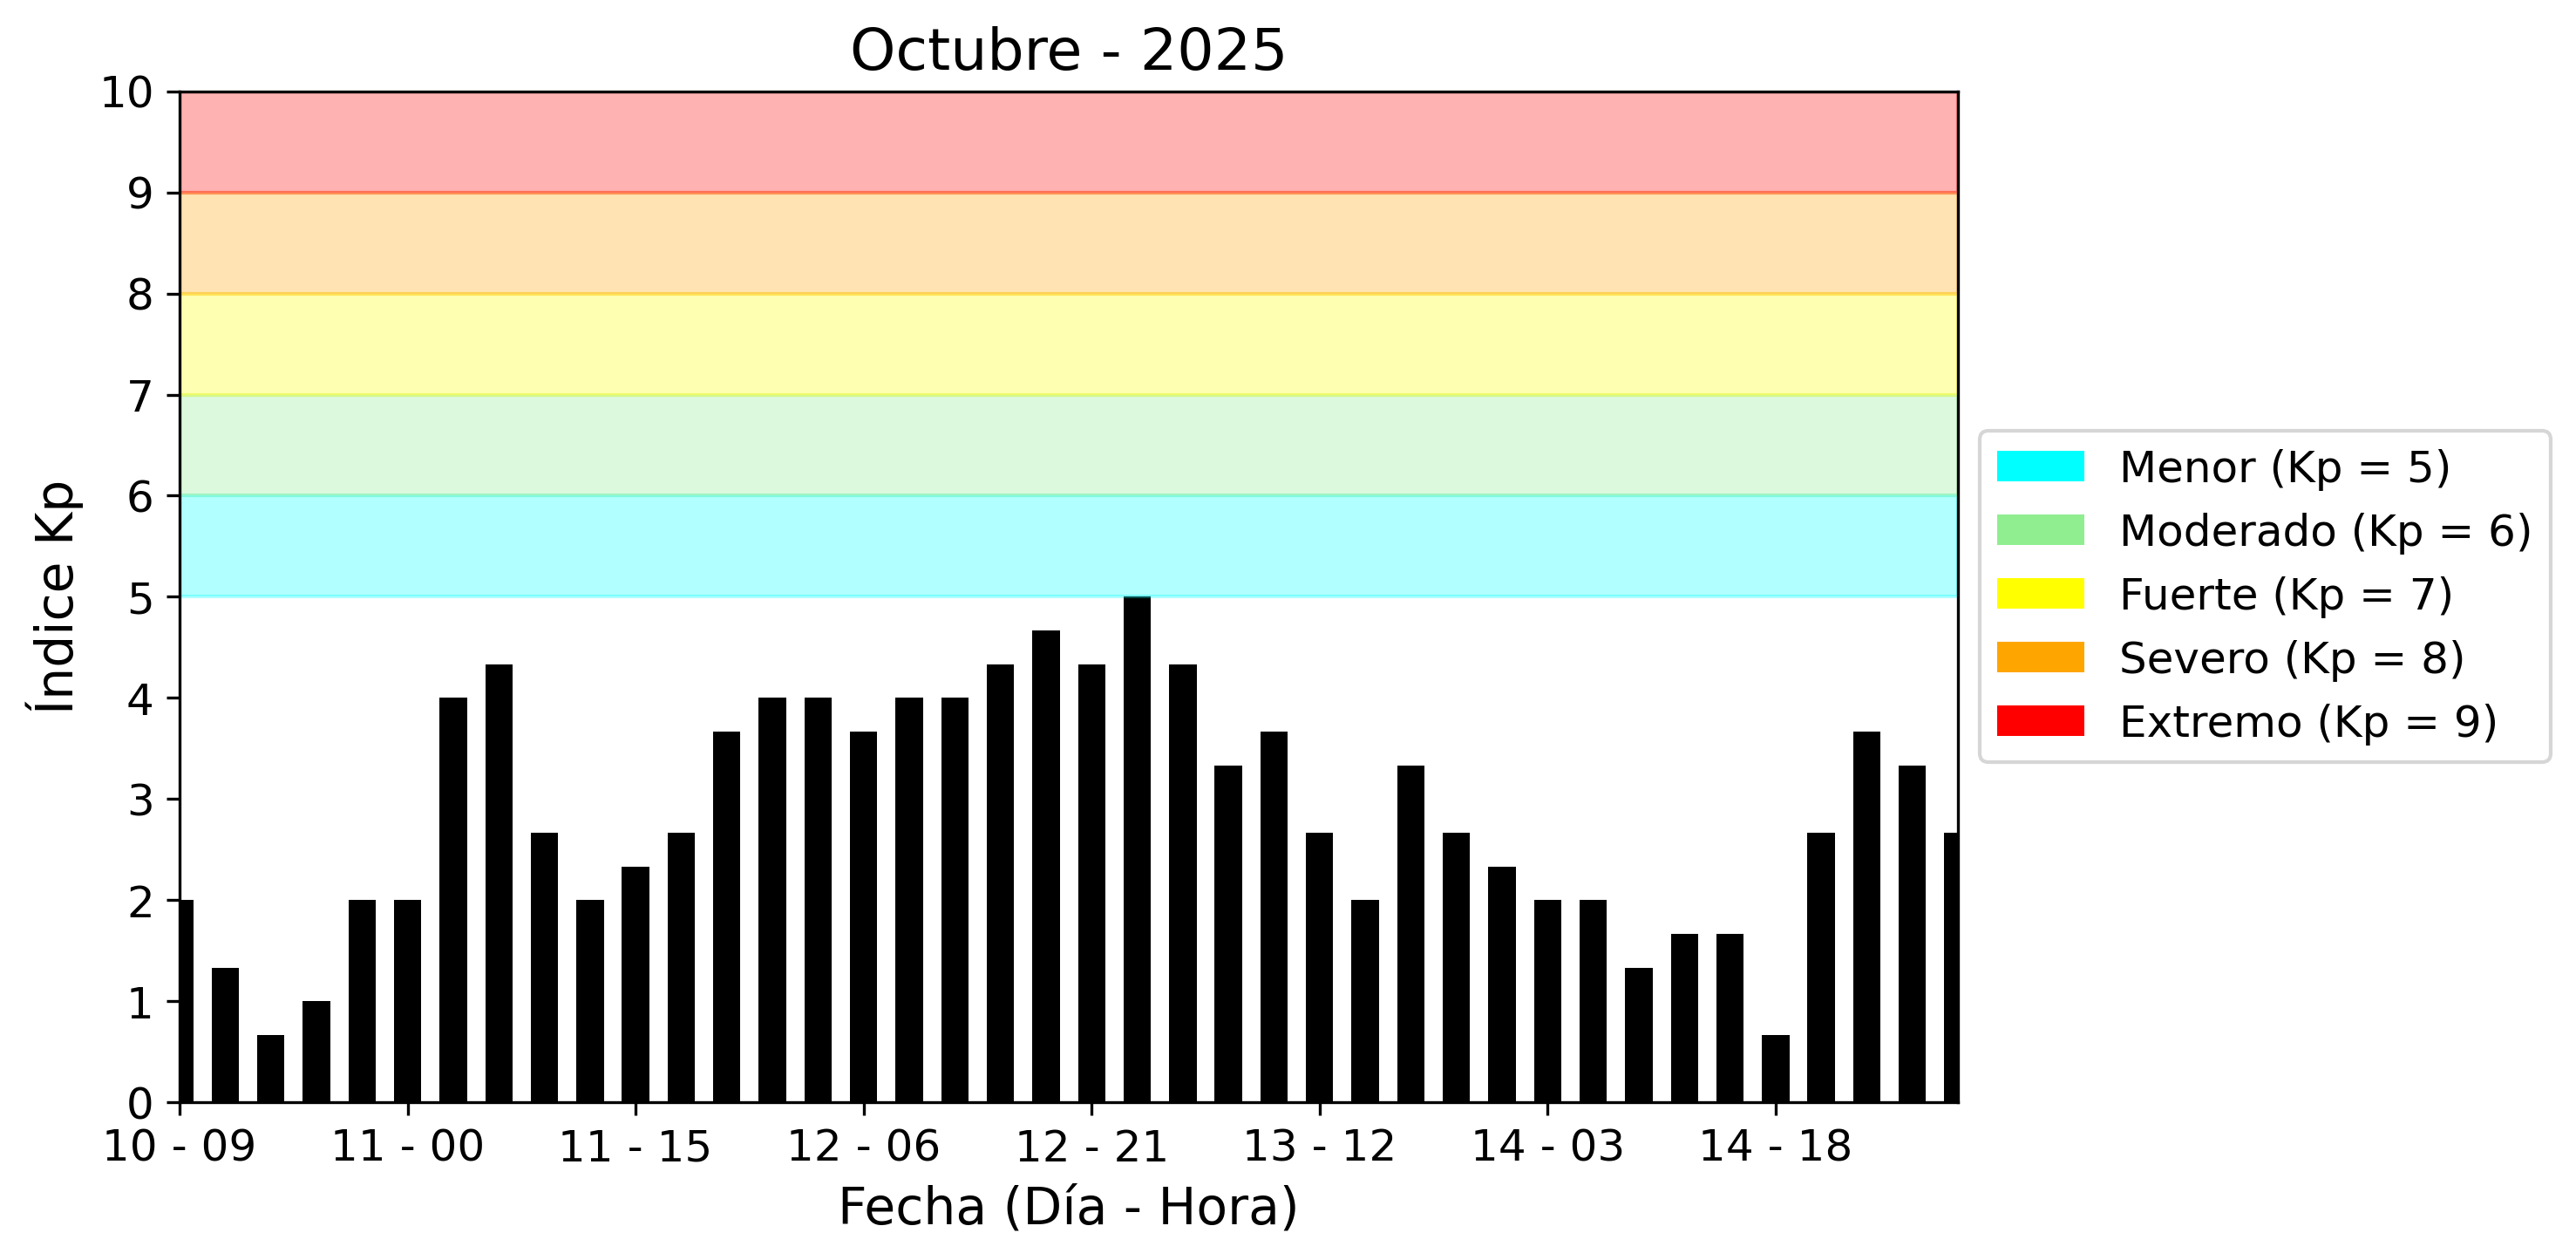 Octubre - 2025
10
9
8
7
6
5
4
3
2
1
0
Índice Kp
10 - 09 11 - 00 11 - 15 12 - 06 12 - 21 13 - 12 14 - 03 14 - 18
Fecha (Día - Hora)
Menor (Kp = 5)
Moderado (Kp = 6)
Fuerte (Kp = 7)
Severo (Kp = 8)
Extremo (Kp = 9)